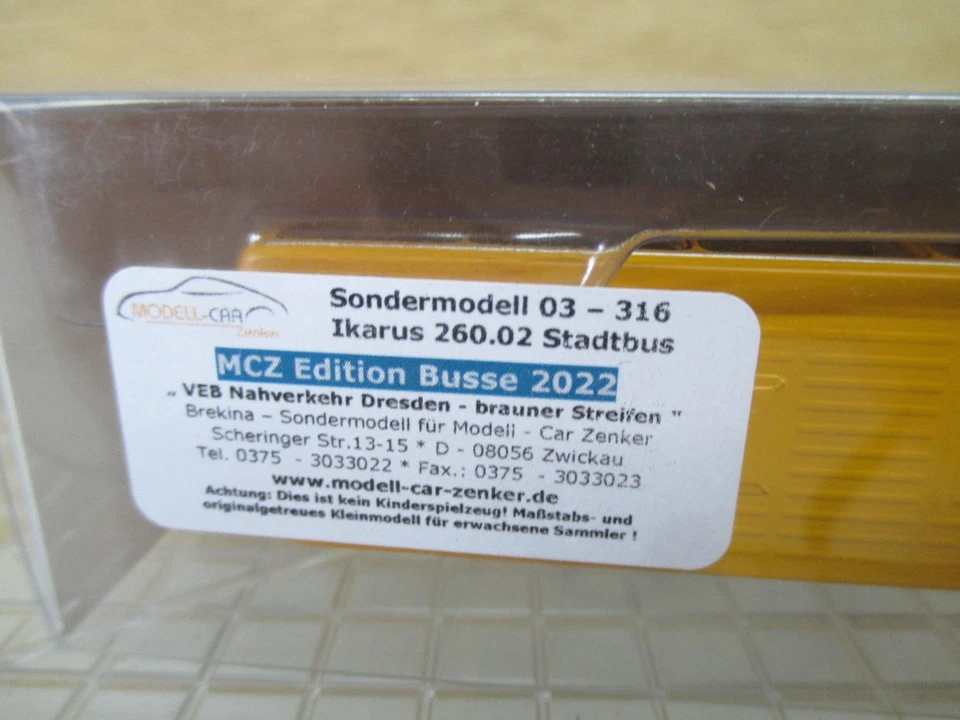 MODELL-CAR
Zenker
Sondermodell 03 – 316
Ikarus 260.02 Stadtbus
MCZ Edition Busse 2022
„ VEB Nahverkehr Dresden - brauner Streifen "
Brekina – Sondermodell für Modell - Car Zenker
Scheringer Str.13-15 * D - 08056 Zwickau
Tel. 0375 - 3033022 * Fax.: 0375 - 3033023
www.modell-car-zenker.de
Achtung: Dies ist kein Kinderspielzeug! Maßstabs- und
originalgetreues Kleinmodell für erwachsene Sammler !